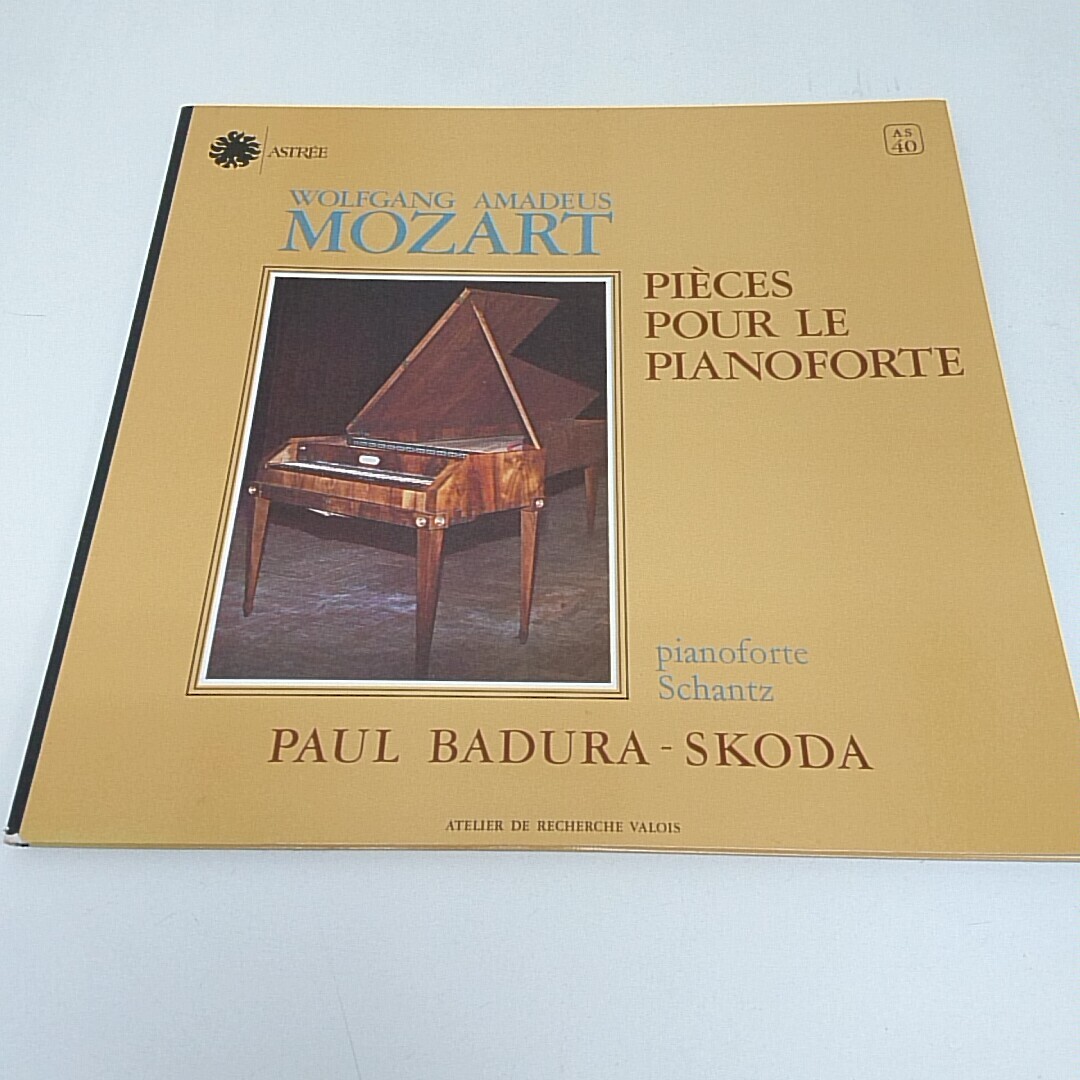 ASTRÉE
AS
40
WOLFGANG AMADEUS
MOZART
PIÈCES
POUR LE
PIANOFORTE
pianoforte
Schantz
PAUL BADURA-SKODA
ATELIER DE RECHERCHE VALOIS